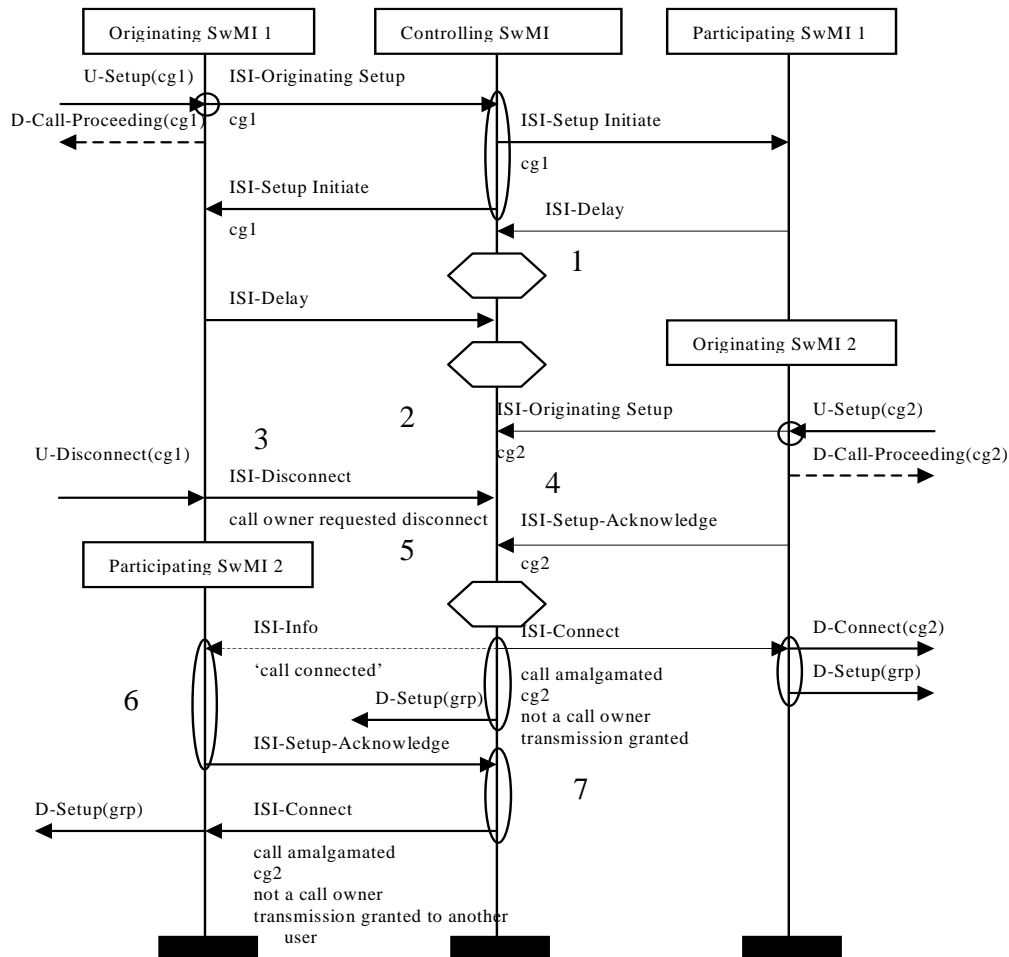 Originating SwMI 1
Controlling SwMI
Participating SwMI 1
U-Setup(cg1)
ISI-Originating Setup
D-Call-Proceeding(cg1)
cg1
ISI-Setup Initiate
cg1
ISI-Setup Initiate
cg1
ISI-Delay
1
ISI-Delay
Originating SwMI 2
2
ISI-Originating Setup
U-Setup(cg2)
3
cg2
U-Disconnect(cg1)
ISI-Disconnect
D-Call-Proceeding(cg2)
4
call owner requested disconnect
ISI-Setup-Acknowledge
5
cg2
Participating SwMI 2
ISI-Info
ISI-Connect
D-Connect(cg2)
‘call connected’
call amalgamated
cg2
not a call owner
transmission granted
D-Setup(grp)
6
D-Setup(grp)
ISI-Setup-Acknowledge
7
D-Setup(grp)
ISI-Connect
call amalgamated
cg2
not a call owner
transmission granted to another
user